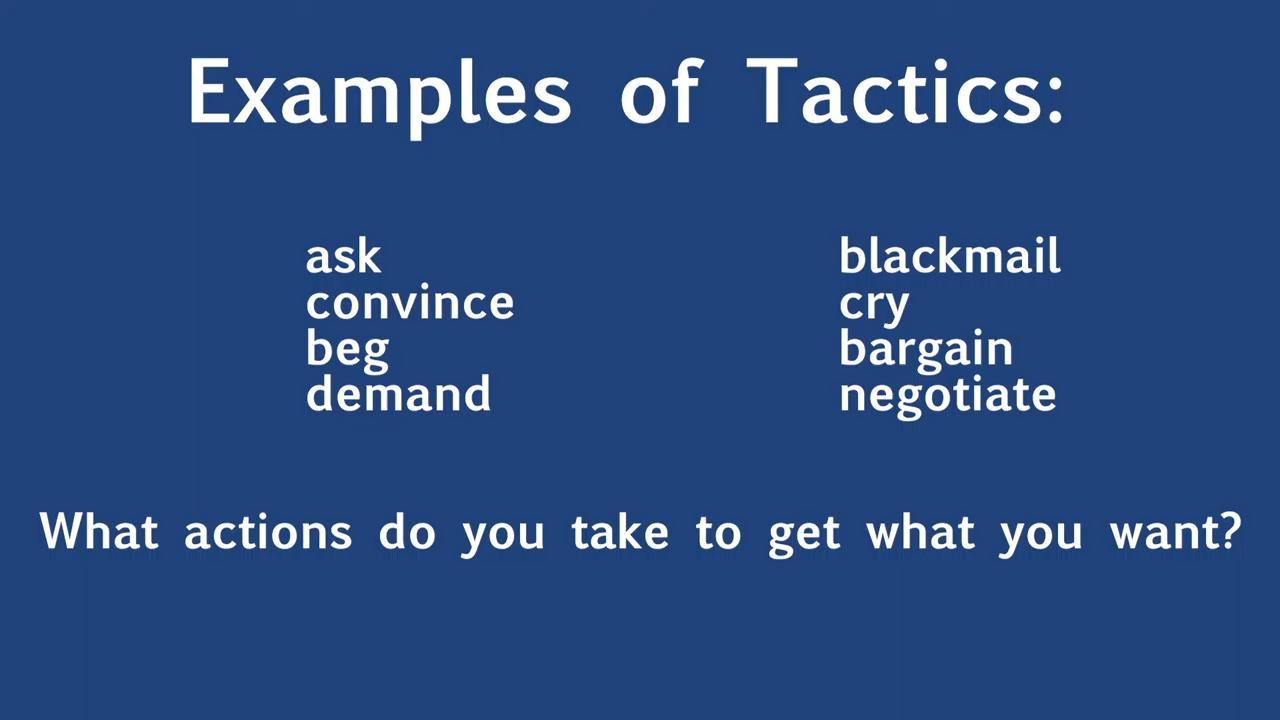 Examples of Tactics:
ask
convince
beg
demand
blackmail
cry
bargain
negotiate
What actions do you take to get what you want?